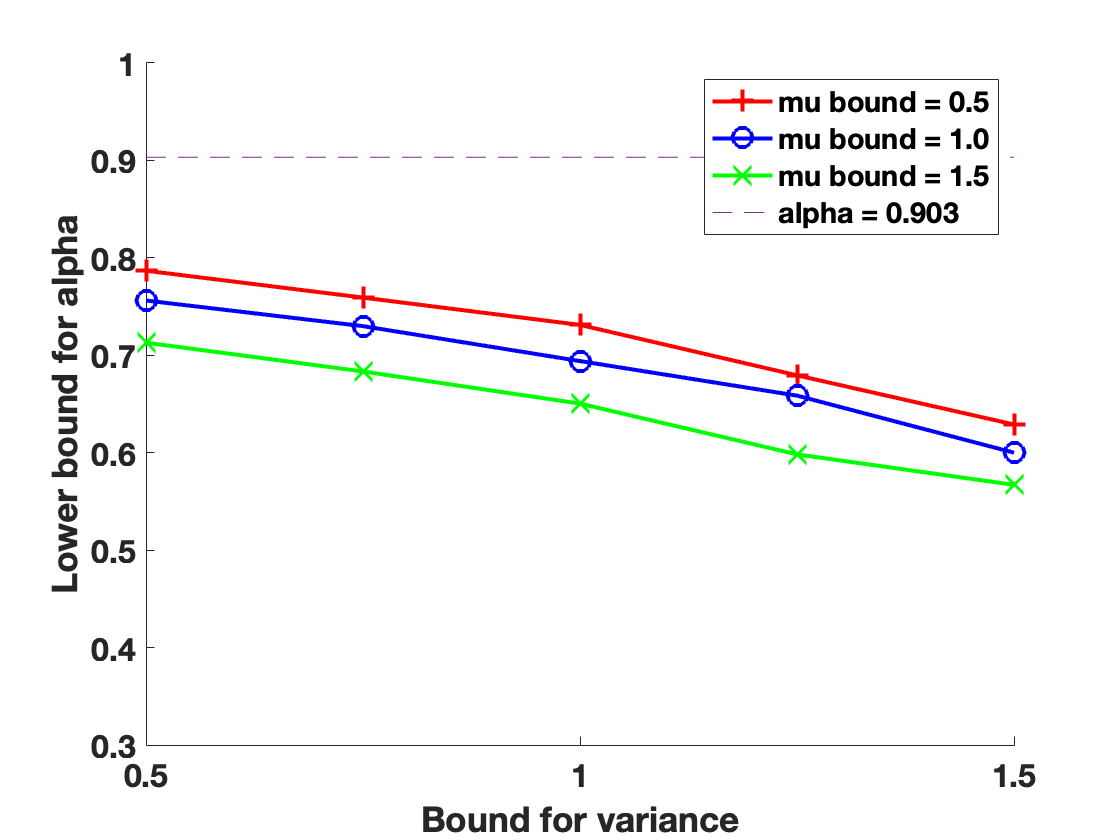 1
0.9
0.8
0.7
0.6
0.5
0.4
0.3
Lower bound for alpha
mu bound = 0.5
mu bound = 1.0
mu bound = 1.5
alpha = 0.903
0.5
1
1.5
Bound for variance